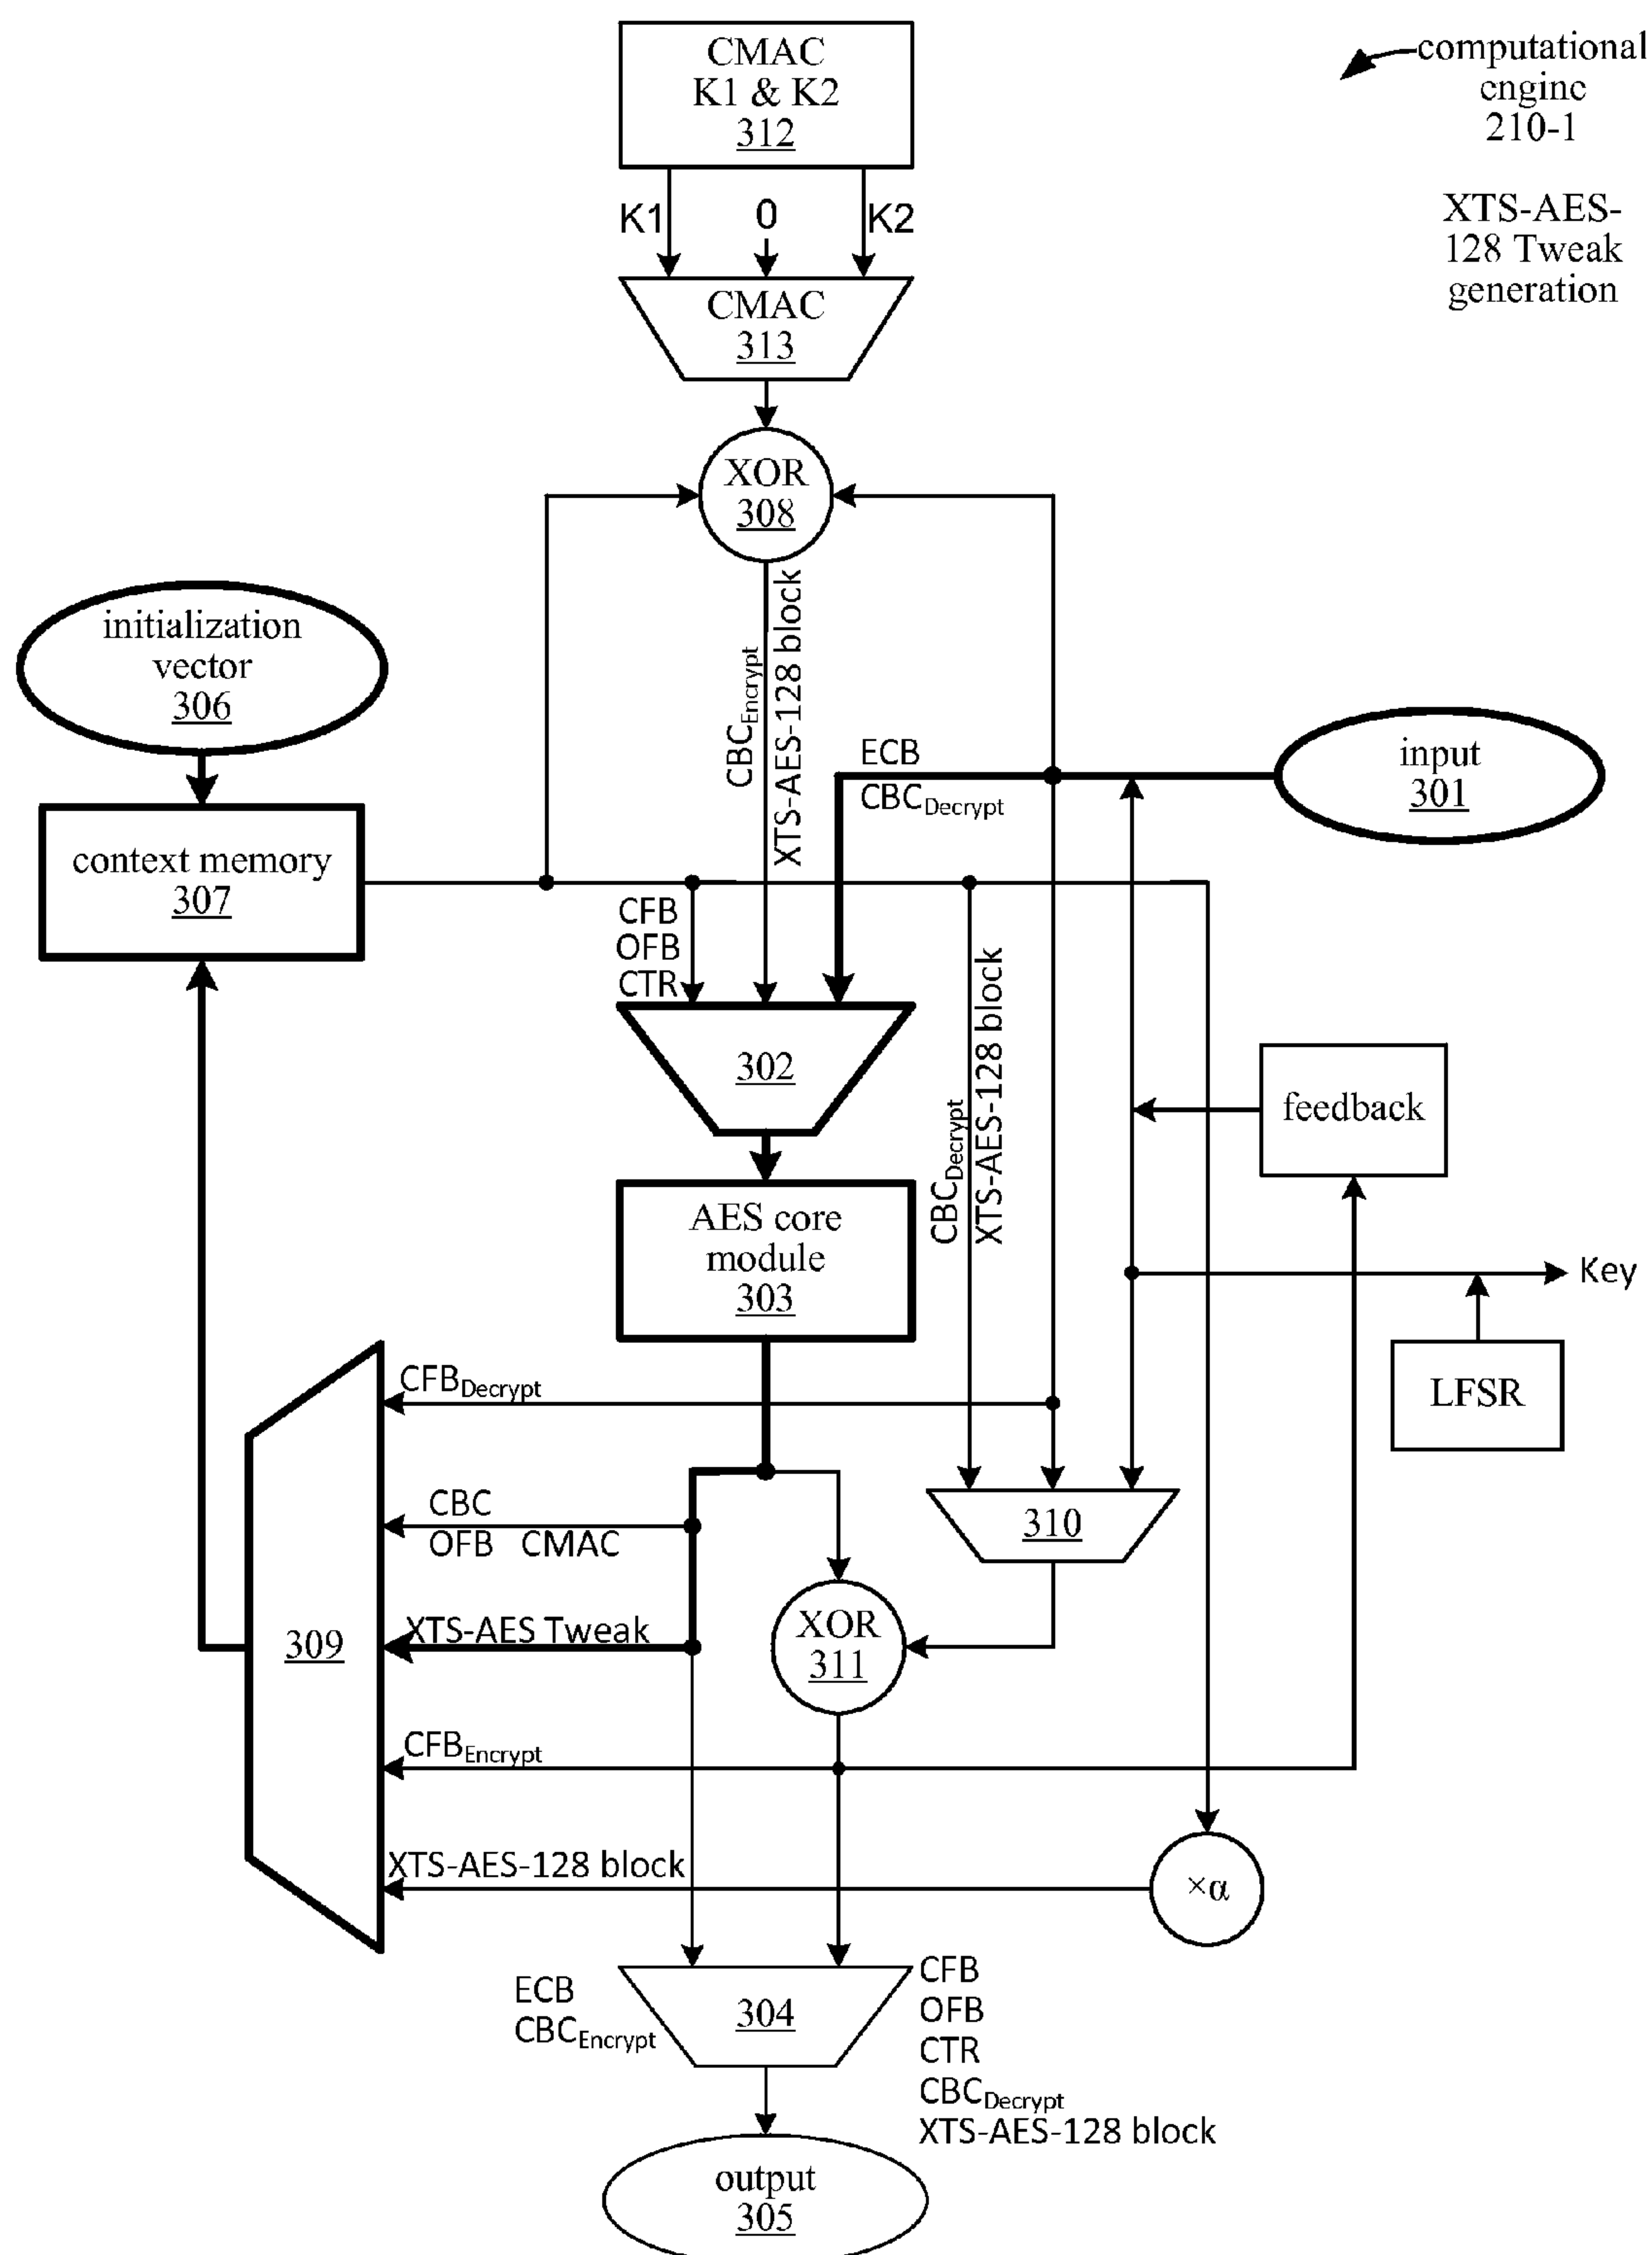 CMAC
K1 & K2
312
computational
engine
210-1
XTS-AES-
128 Tweak
generation
K1
0
K2
CMAC
313
XOR
308
initialization
vector
306
CBCEncrypt
XTS-AES-128 block
ECB
CBCDecrypt
input
301
context memory
307
CFB
OFB
CTR
302
CBCDecrypt
XTS-AES-128 block
feedback
AES core
module
303
Key
LFSR
CFBDecrypt
CBC
OFB CMAC
310
309
XTS-AES Tweak
XOR
311
CFBEncrypt
XTS-AES-128 block
×α
ECB
CBCEncrypt
304
CFB
OFB
CTR
CBCDecrypt
XTS-AES-128 block
output
305